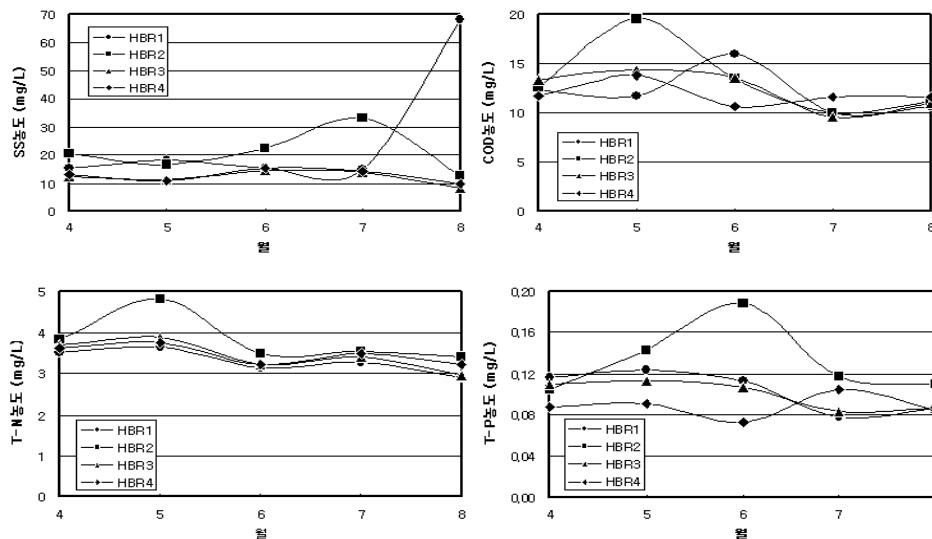 SS농도 (mg/L)
70
60
50
40
30
20
10
0
HBR1
HBR2
HBR3
HBR4
4 5 6 7 8
월
COD농도 (mg/L)
20
15
10
5
0
HBR1
HBR2
HBR3
HBR4
4 5 6 7 8
월
T-N농도 (mg/L)
5
4
3
2
1
0
HBR1
HBR2
HBR3
HBR4
4 5 6 7 8
월
T-P농도 (mg/L)
0,20
0,16
0,12
0,08
0,04
0,00
HBR1
HBR2
HBR3
HBR4
4 5 6 7
월